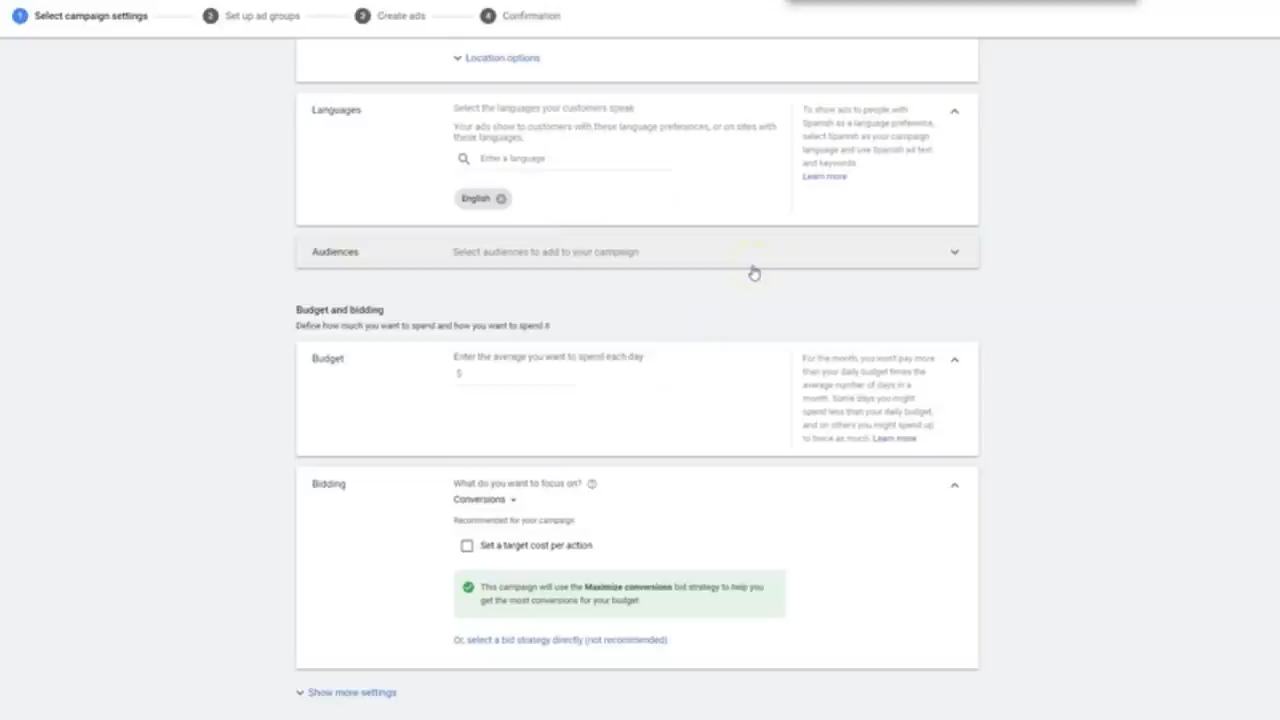 1 Select campaign settings 2 Set up ad groups 3 Create ads 4 Confirmation
Location options
Languages
Select the languages your customers speak
Your ads show to customers with these language preferences, or on sites with
these languages.
Enter a language
English
To show ads to people with
Spanish as a language preference,
select Spanish as your campaign
language and use Spanish ad text
and keywords.
Learn more
Audiences
Select audiences to add to your campaign
Budget and bidding
Define how much you want to spend and how you want to spend it
Budget
Enter the average you want to spend each day
$
For the month, you won't pay more
than your daily budget times the
average number of days in a
month. Some days you might
spend less than your daily budget,
and on others you might spend up
to twice as much. Learn more
Bidding
What do you want to focus on?
Conversions
Recommended for your campaign
Set a target cost per action
This campaign will use the Maximize conversions bid strategy to help you
get the most conversions for your budget
Or, select a bid strategy directly (not recommended)
Show more settings